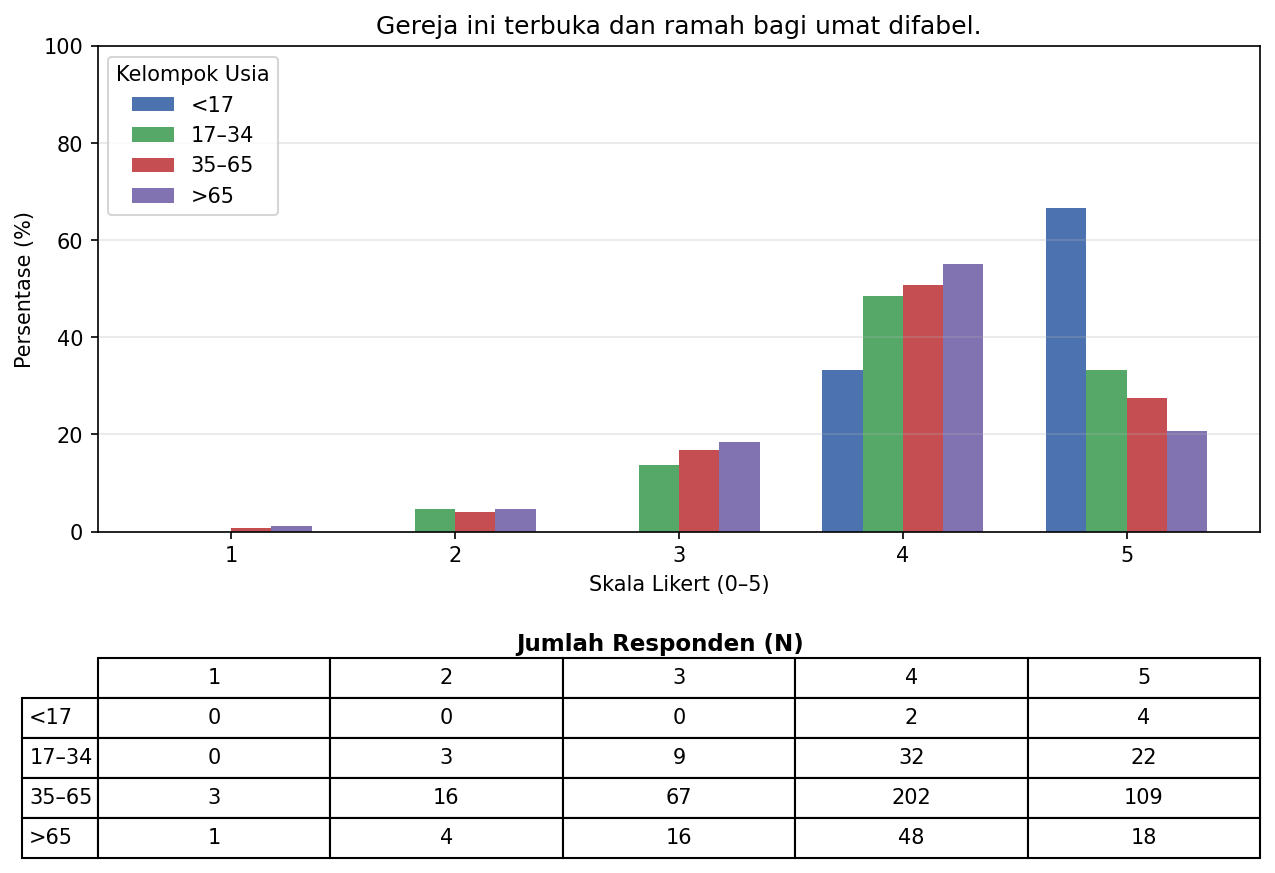 Gereja ini terbuka dan ramah bagi umat difabel.
100
80
60
40
20
0
Persentase (%)
Kelompok Usia
<17
17–34
35–65
>65
1 2 3 4 5
Skala Likert (0–5)
Jumlah Responden (N)
1 2 3 4 5
<17 0 0 0 2 4
17–34 0 3 9 32 22
35–65 3 16 67 202 109
>65 1 4 16 48 18